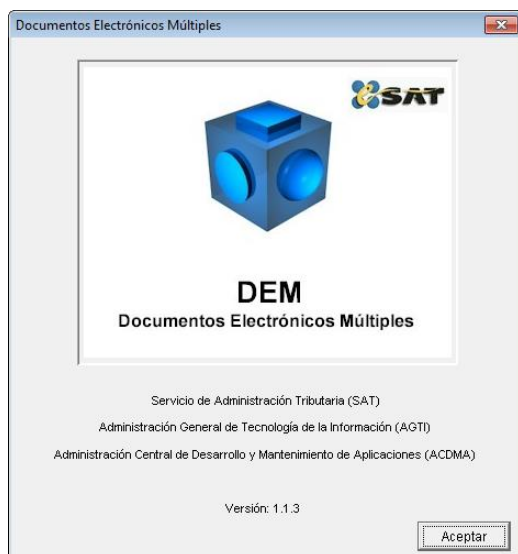 Documentos Electrónicos Múltiples
SAT
DEM
Documentos Electrónicos Múltiples
Servicio de Administración Tributaria (SAT)
Administración General de Tecnología de la Información (AGTI)
Administración Central de Desarrollo y Mantenimiento de Aplicaciones (ACDMA)
Versión: 1.1.3
Aceptar